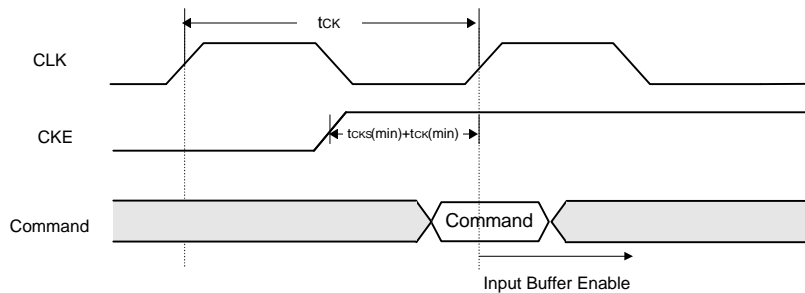 tCK
CLK
CKE
tCKS(min)+tCK(min)
Command
Command
Input Buffer Enable